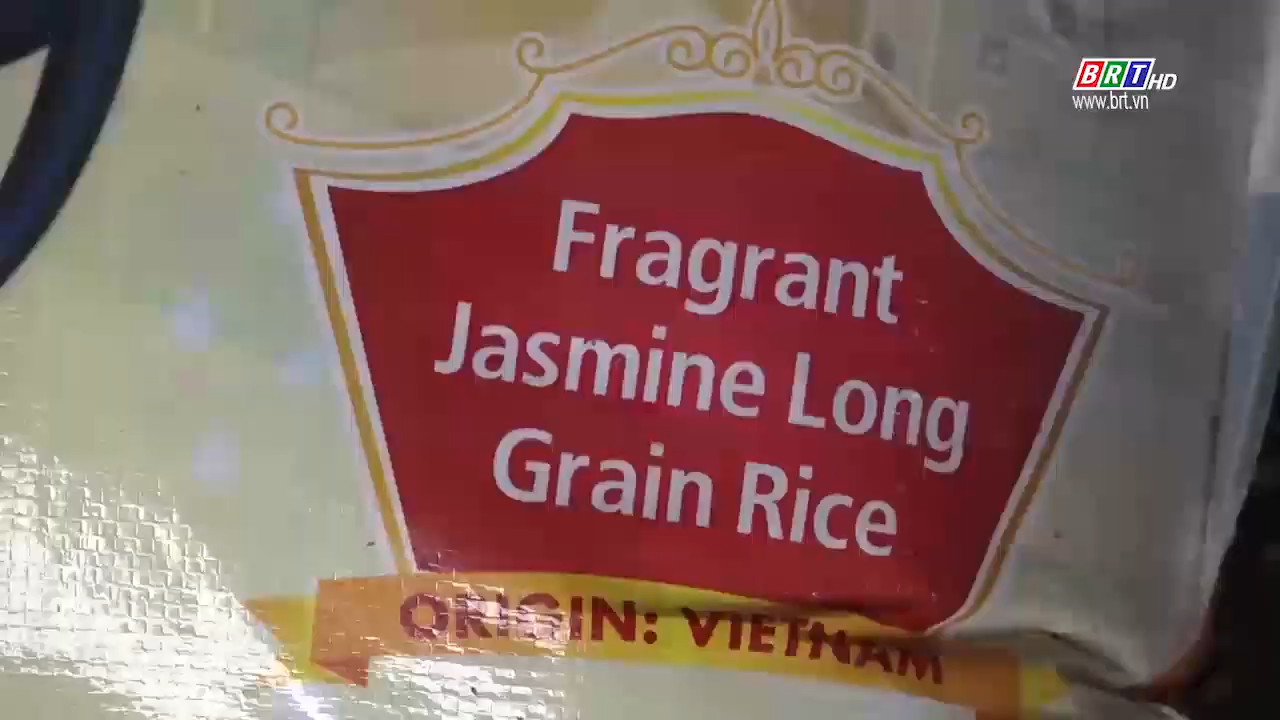 BRT HD
www.brt.vn
Fragrant
Jasmine Long
Grain Rice
ORIGIN: VIETNAM